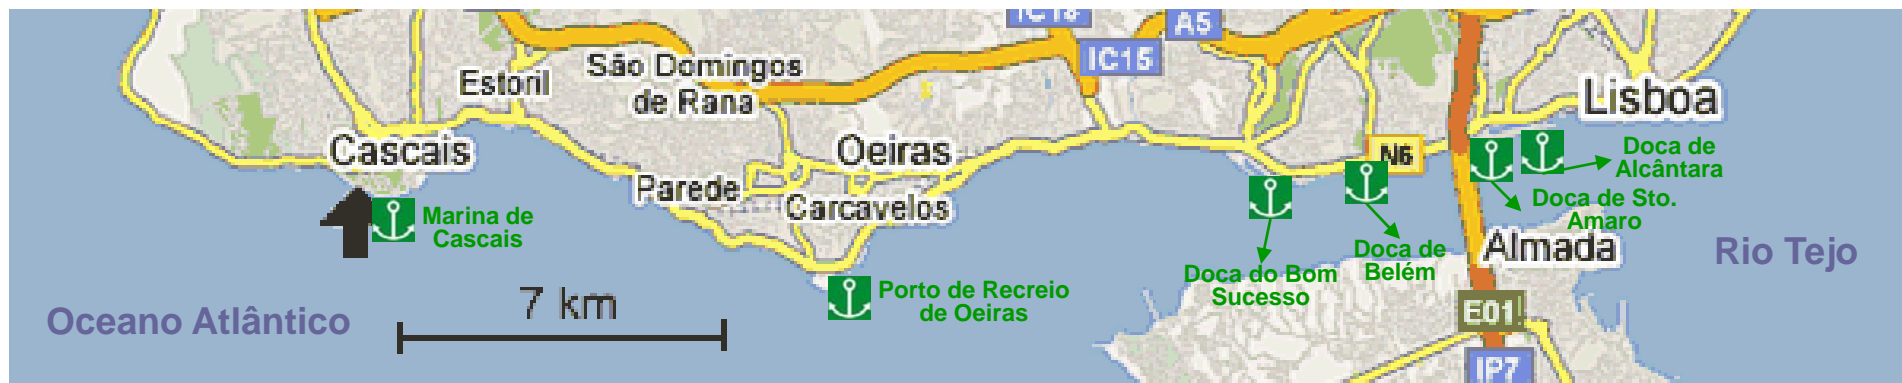 IC16
A5
IC15
São Domingos
de Rana
Estoril
Lisboa
Cascais
Oeiras
N6
Doca de
Alcântara
Parede
Carcavelos
Doca de Sto.
Amaro
Marina de
Cascais
Almada
Doca de
Belém
Rio Tejo
Doca do Bom
Sucesso
Porto de Recreio
de Oeiras
7 km
Oceano Atlântico
E01
IP7